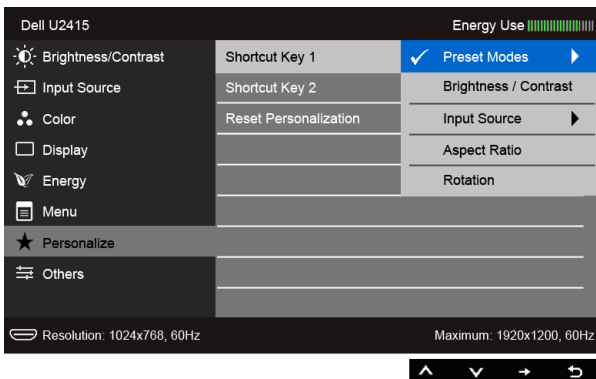 Dell U2415 Energy Use
Brightness/Contrast Shortcut Key 1 Preset Modes
Input Source Shortcut Key 2 Brightness / Contrast
Color Reset Personalization Input Source
Display Aspect Ratio
Energy Rotation
Menu
Personalize
Others
Resolution: 1024x768, 60Hz Maximum: 1920x1200, 60Hz